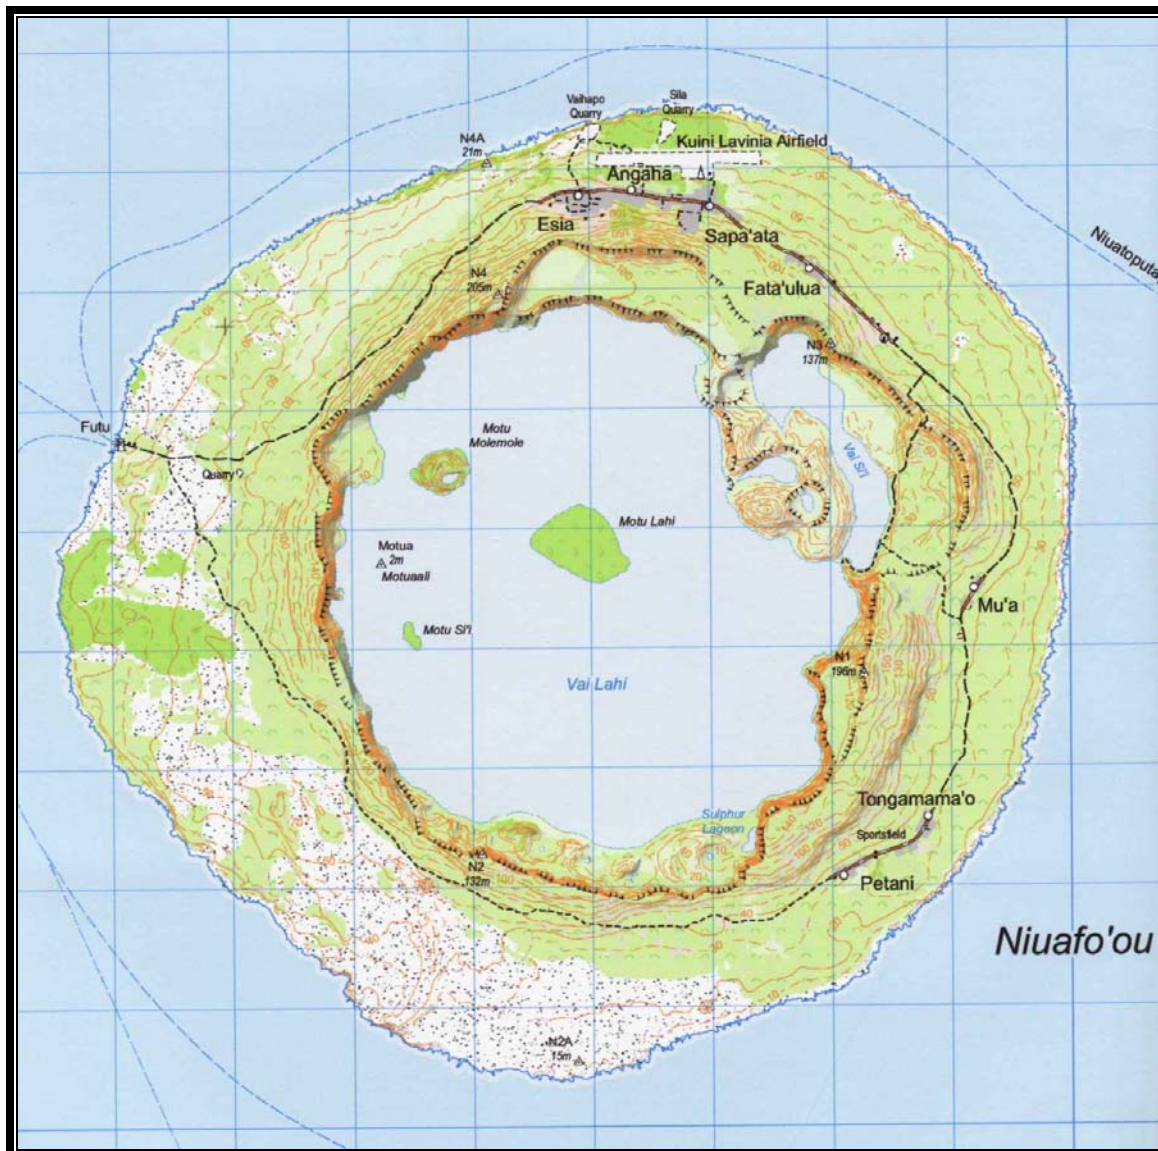 Vaihapo
Quarry
Sila
Quarry
N4A
21m
Kuini Lavinia Airfield
Angaha
Esia
Sapa'ata
Niuatoputa
N4
205m
Fata'ulua
N3
137m
Futu
Quarry
Motu
Molemole
Vai Si'i
Motu Lahi
Motua
2m
Motuaali
Mu'a
Motu Si'i
N1
196m
Vai Lahi
Tongamama'o
Sulphur
Lagoon
Sportsfield
N2
132m
Petani
Niuafo'ou
N2A
15m